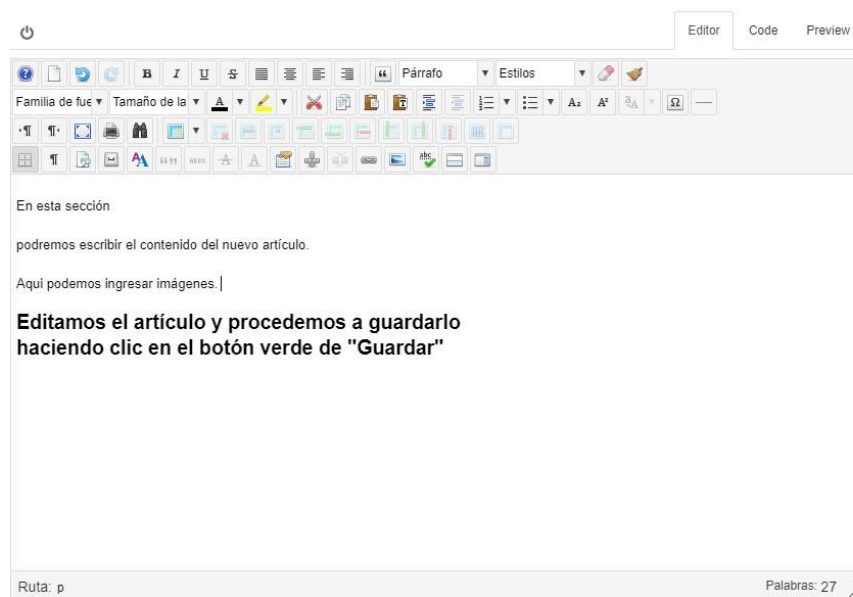 Editor Code Preview
Párrafo Estilos
Familia de fue Tamaño de la
En esta sección
podremos escribir el contenido del nuevo artículo.
Aqui podemos ingresar imágenes.
Editamos el artículo y procedemos a guardarlo
haciendo clic en el botón verde de "Guardar"
Ruta: p Palabras: 27